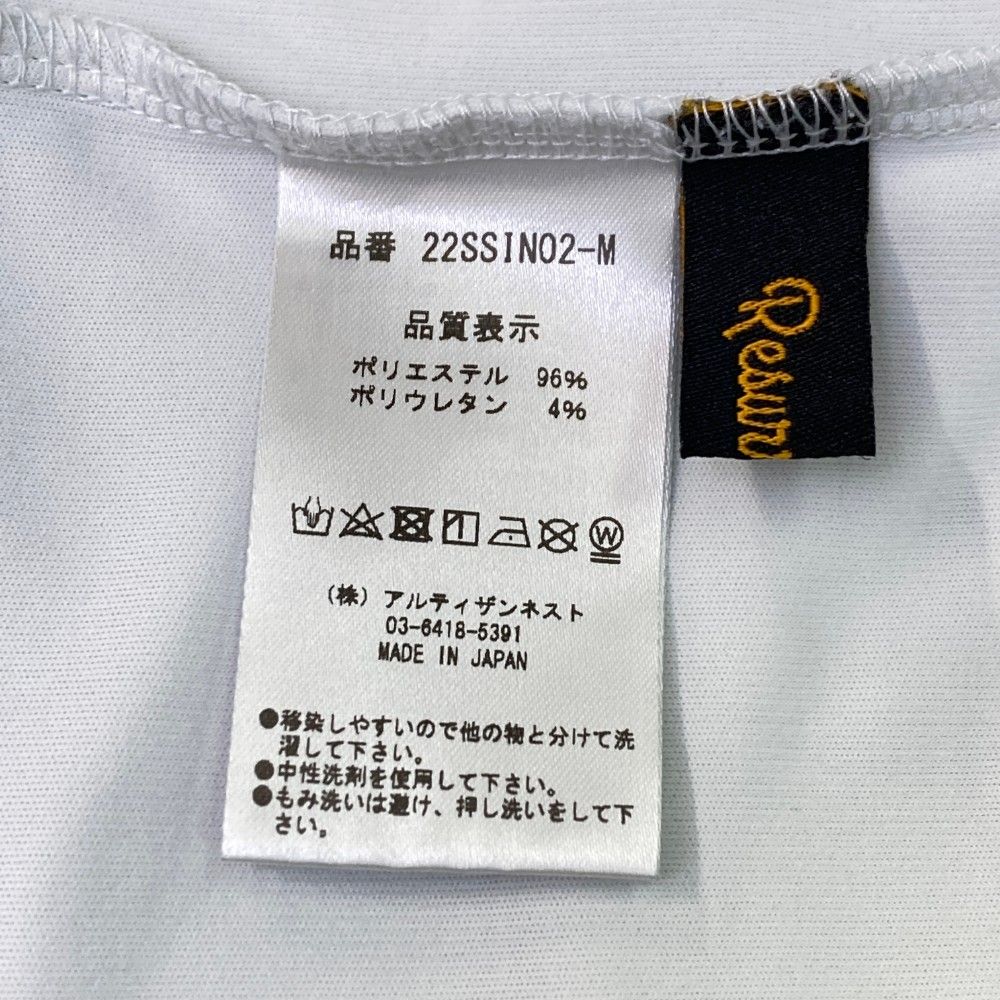 品番 22SSIN02-M
品質表示
ポリエステル 96%
ポリウレタン 4%
W
(株) アルティザンネスト
03-6418-5391
MADE IN JAPAN
●移染しやすいので他の物と分けて洗
濯して下さい。
●中性洗剤を使用して下さい。
●もみ洗いは避け、押し洗いをして下
さい。